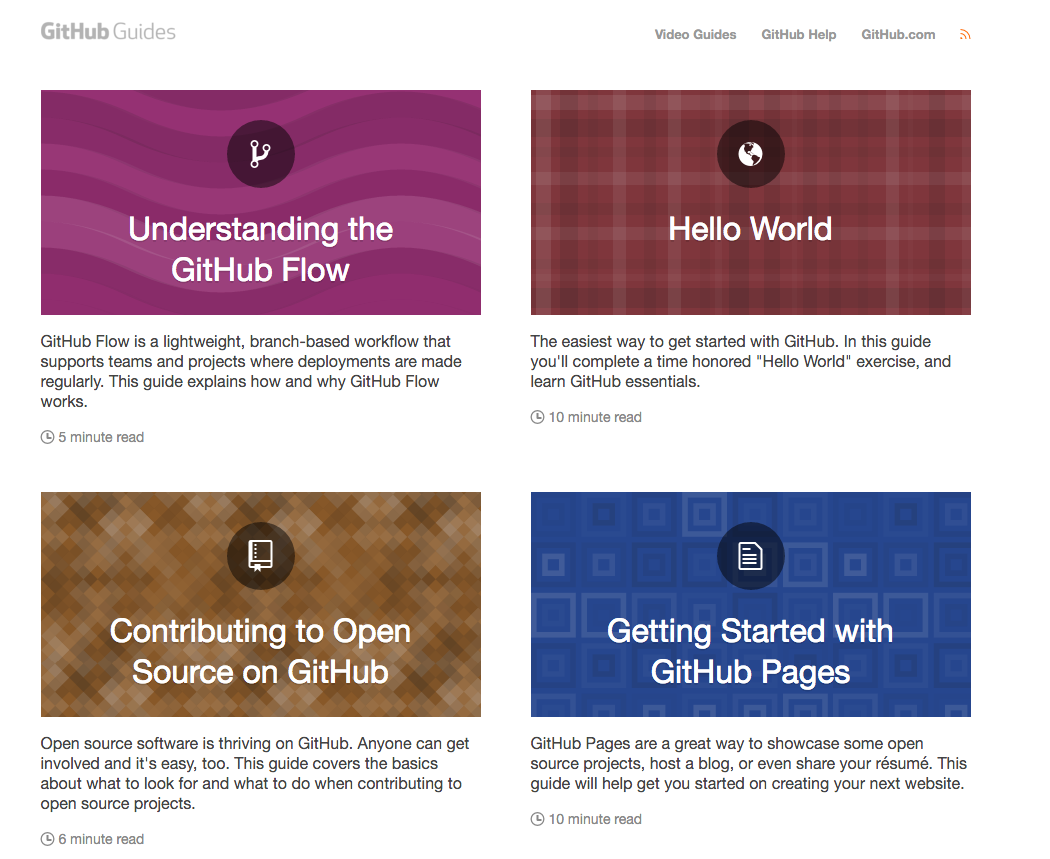 GitHub Guides
Video Guides GitHub Help GitHub.com
Understanding the
GitHub Flow
GitHub Flow is a lightweight, branch-based workflow that
supports teams and projects where deployments are made
regularly. This guide explains how and why GitHub Flow
works.
5 minute read
Hello World
The easiest way to get started with GitHub. In this guide
you'll complete a time honored "Hello World" exercise, and
learn GitHub essentials.
10 minute read
Contributing to Open
Source on GitHub
Open source software is thriving on GitHub. Anyone can get
involved and it's easy, too. This guide covers the basics
about what to look for and what to do when contributing to
open source projects.
6 minute read
Getting Started with
GitHub Pages
GitHub Pages are a great way to showcase some open
source projects, host a blog, or even share your résumé. This
guide will help get you started on creating your next website.
10 minute read